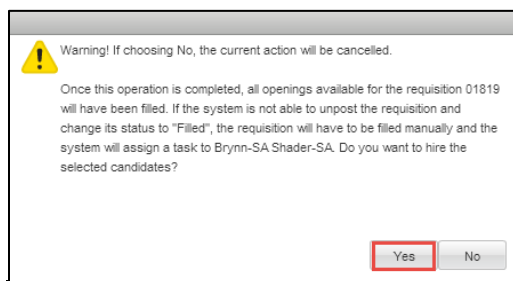 Warning! If choosing No, the current action will be cancelled.
Once this operation is completed, all openings available for the requisition 01819
will have been filled. If the system is not able to unpost the requisition and
change its status to "Filled", the requisition will have to be filled manually and the
system will assign a task to Brynn-SA Shader-SA. Do you want to hire the
selected candidates?
Yes No